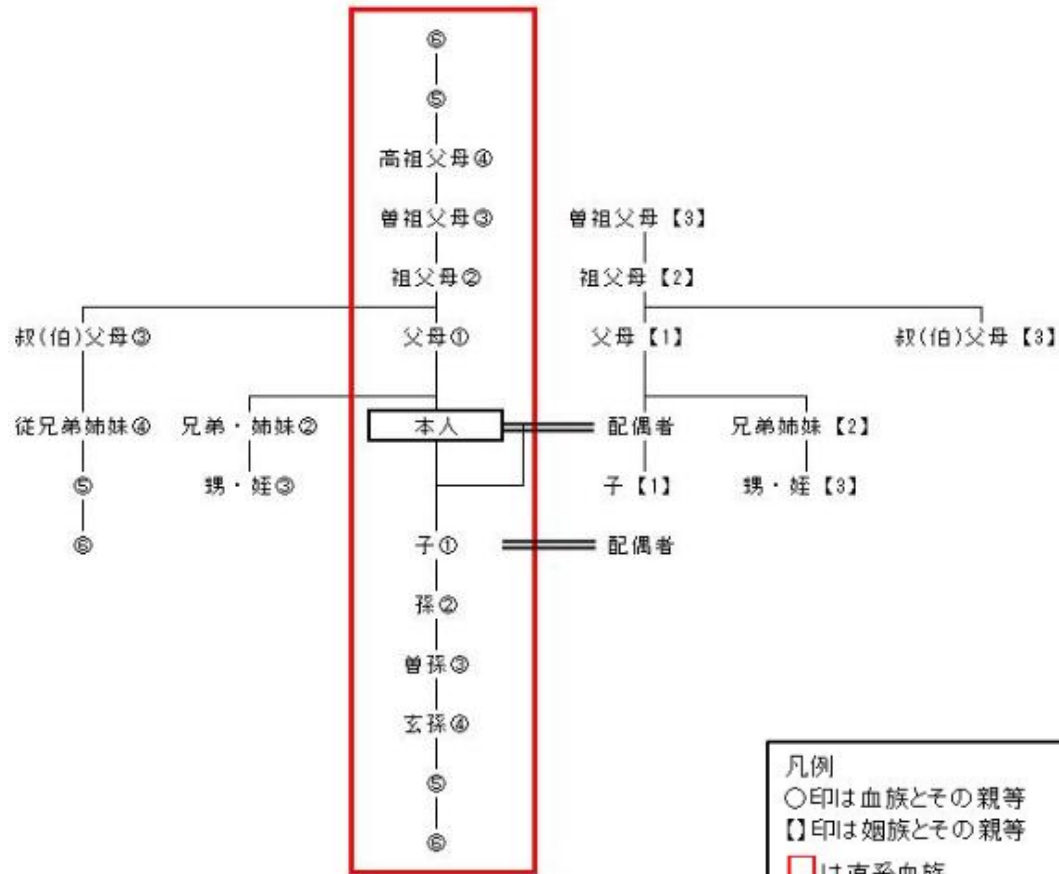 ⑥
⑤
高祖父母④
曽祖父母③ 曽祖父母【3】
祖父母② 祖父母【2】
叔(伯)父母③ 父母① 父母【1】 叔(伯)父母【3】
従兄弟姉妹④ 兄弟・姉妹② 本人 配偶者 兄弟姉妹【2】
⑤ 甥・姪③ 子【1】 甥・姪【3】
⑥ 子① 配偶者
孫②
曽孫③
玄孫④
⑤
⑥
凡例
○印は血族とその親等
【】印は姻族とその親等
は直系血族